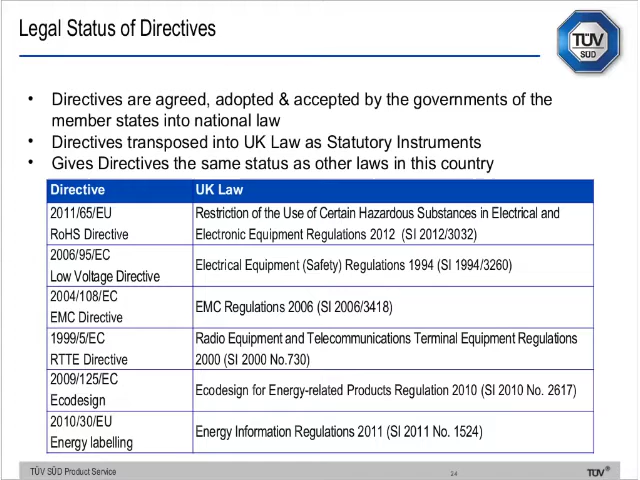 Legal Status of Directives
TÜV
SÜD
• Directives are agreed, adopted & accepted by the governments of the
member states into national law
• Directives transposed into UK Law as Statutory Instruments
• Gives Directives the same status as other laws in this country
Directive UK Law
2011/65/EU
RoHS Directive
Restriction of the Use of Certain Hazardous Substances in Electrical and
Electronic Equipment Regulations 2012 (SI 2012/3032)
2006/95/EC
Low Voltage Directive
Electrical Equipment (Safety) Regulations 1994 (SI 1994/3260)
2004/108/EC
EMC Directive
EMC Regulations 2006 (SI 2006/3418)
1999/5/EC
RTTE Directive
Radio Equipment and Telecommunications Terminal Equipment Regulations
2000 (SI 2000 No.730)
2009/125/EC
Ecodesign
Ecodesign for Energy-related Products Regulation 2010 (SI 2010 No. 2617)
2010/30/EU
Energy labelling
Energy Information Regulations 2011 (SI 2011 No. 1524)
TÜV SÜD Product Service 24 TÜV®